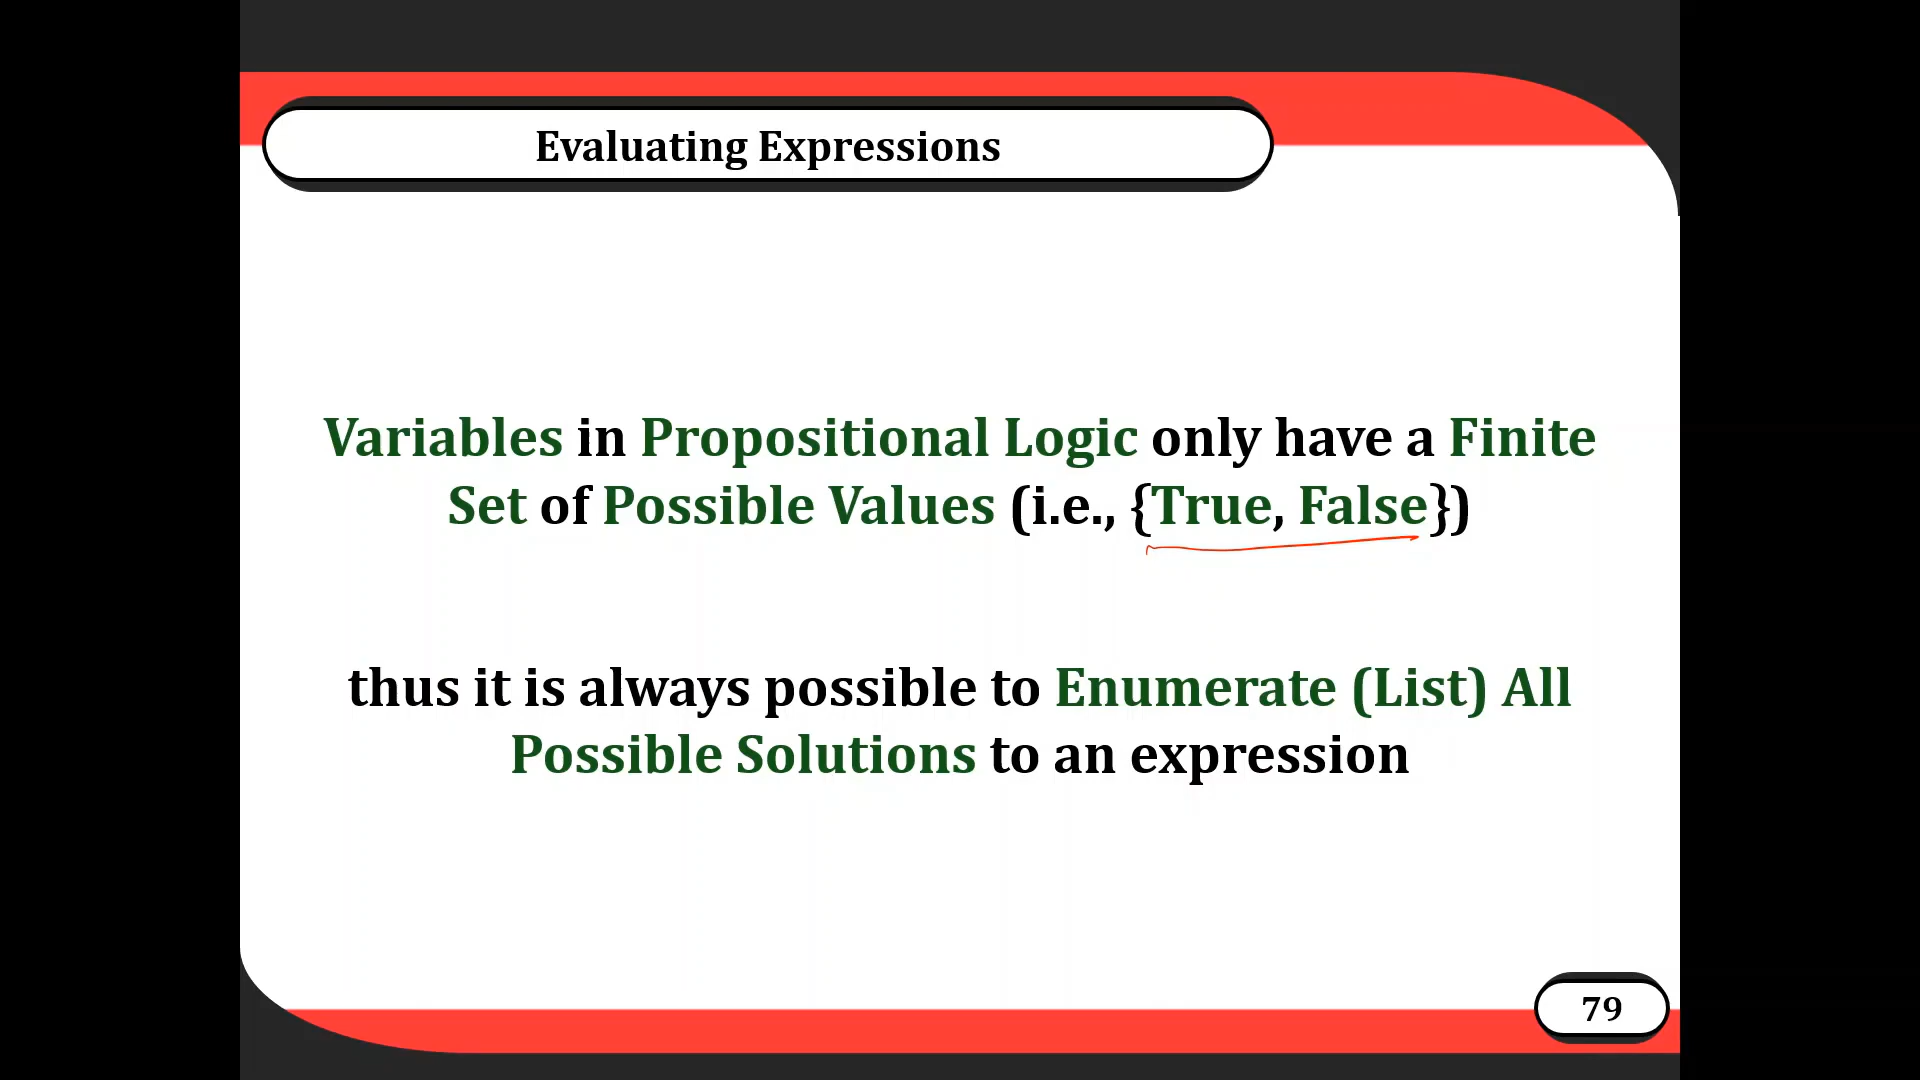 Evaluating Expressions
Variables in Propositional Logic only have a Finite
Set of Possible Values (i.e., {True, False})
thus it is always possible to Enumerate (List) All
Possible Solutions to an expression
79